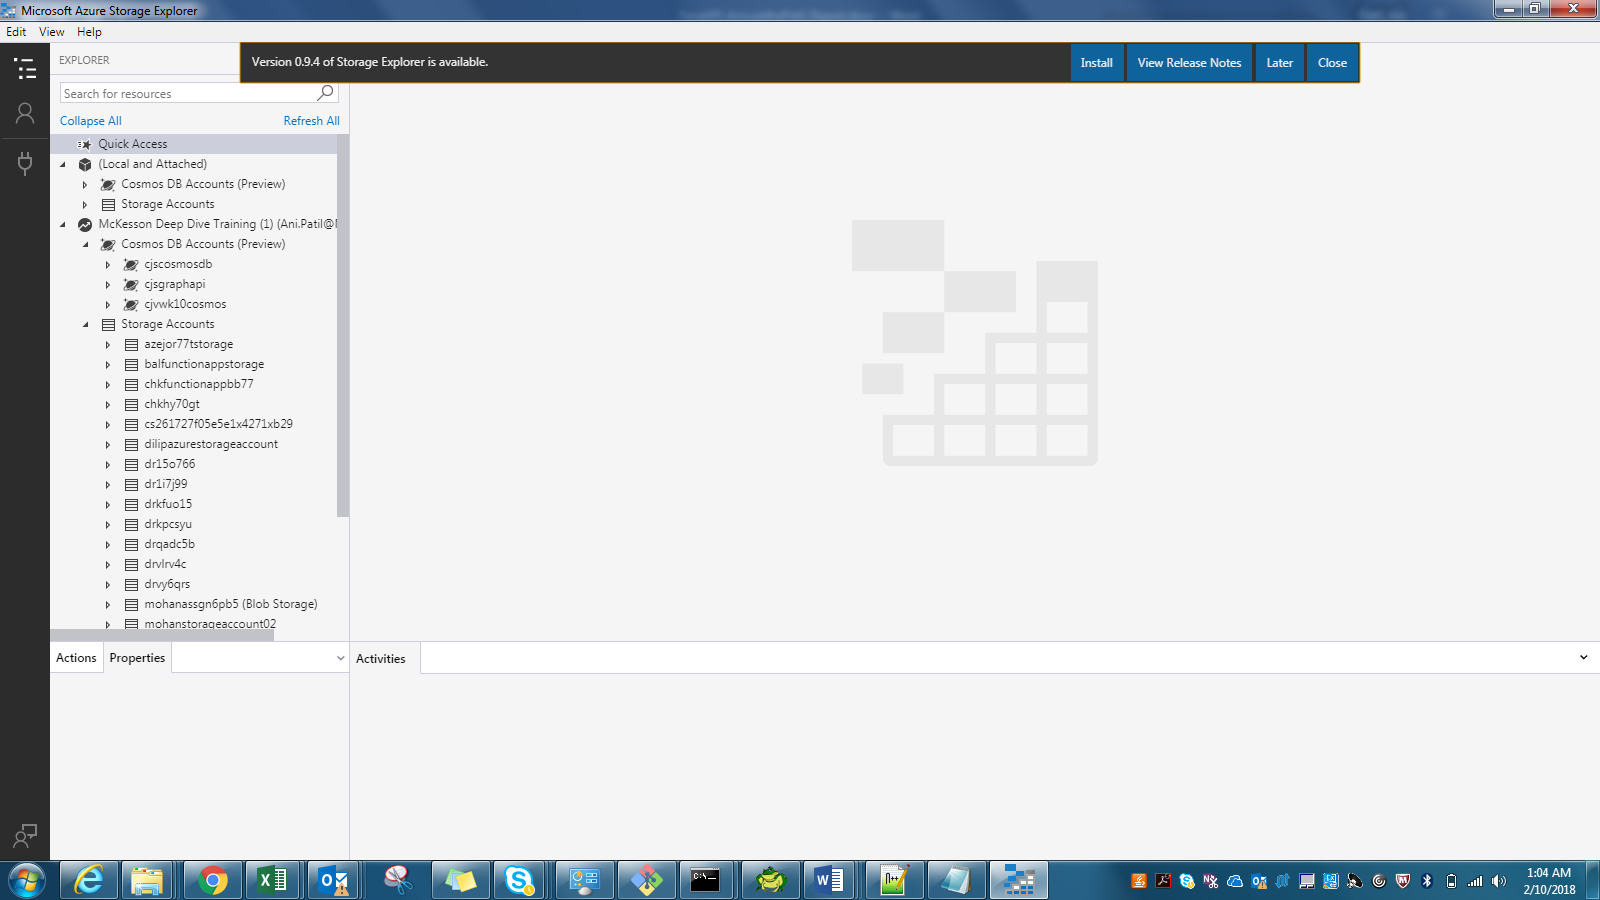 Microsoft Azure Storage Explorer
Edit View Help
EXPLORER
Version 0.9.4 of Storage Explorer is available.
Install
View Release Notes
Later
Close
Search for resources
Collapse All
Refresh All
Quick Access
(Local and Attached)
Cosmos DB Accounts (Preview)
Storage Accounts
McKesson Deep Dive Training (1) (Ani.Patil@
Cosmos DB Accounts (Preview)
cjscosmosdb
cjsgraphapi
cjvwk10cosmos
Storage Accounts
azejor77tstorage
balfunctionappstorage
chkfunctionappbb77
chkhy70gt
cs261727f05e5e1x4271xb29
dilipazurestorageaccount
dr15o766
dr1i7j99
drkfuo15
drkpcsyu
drqadc5b
drvlrv4c
drvy6qrs
mohanassgn6pb5 (Blob Storage)
mohanstorageaccount02
Actions
Properties
Activities
1:04 AM
2/10/2018